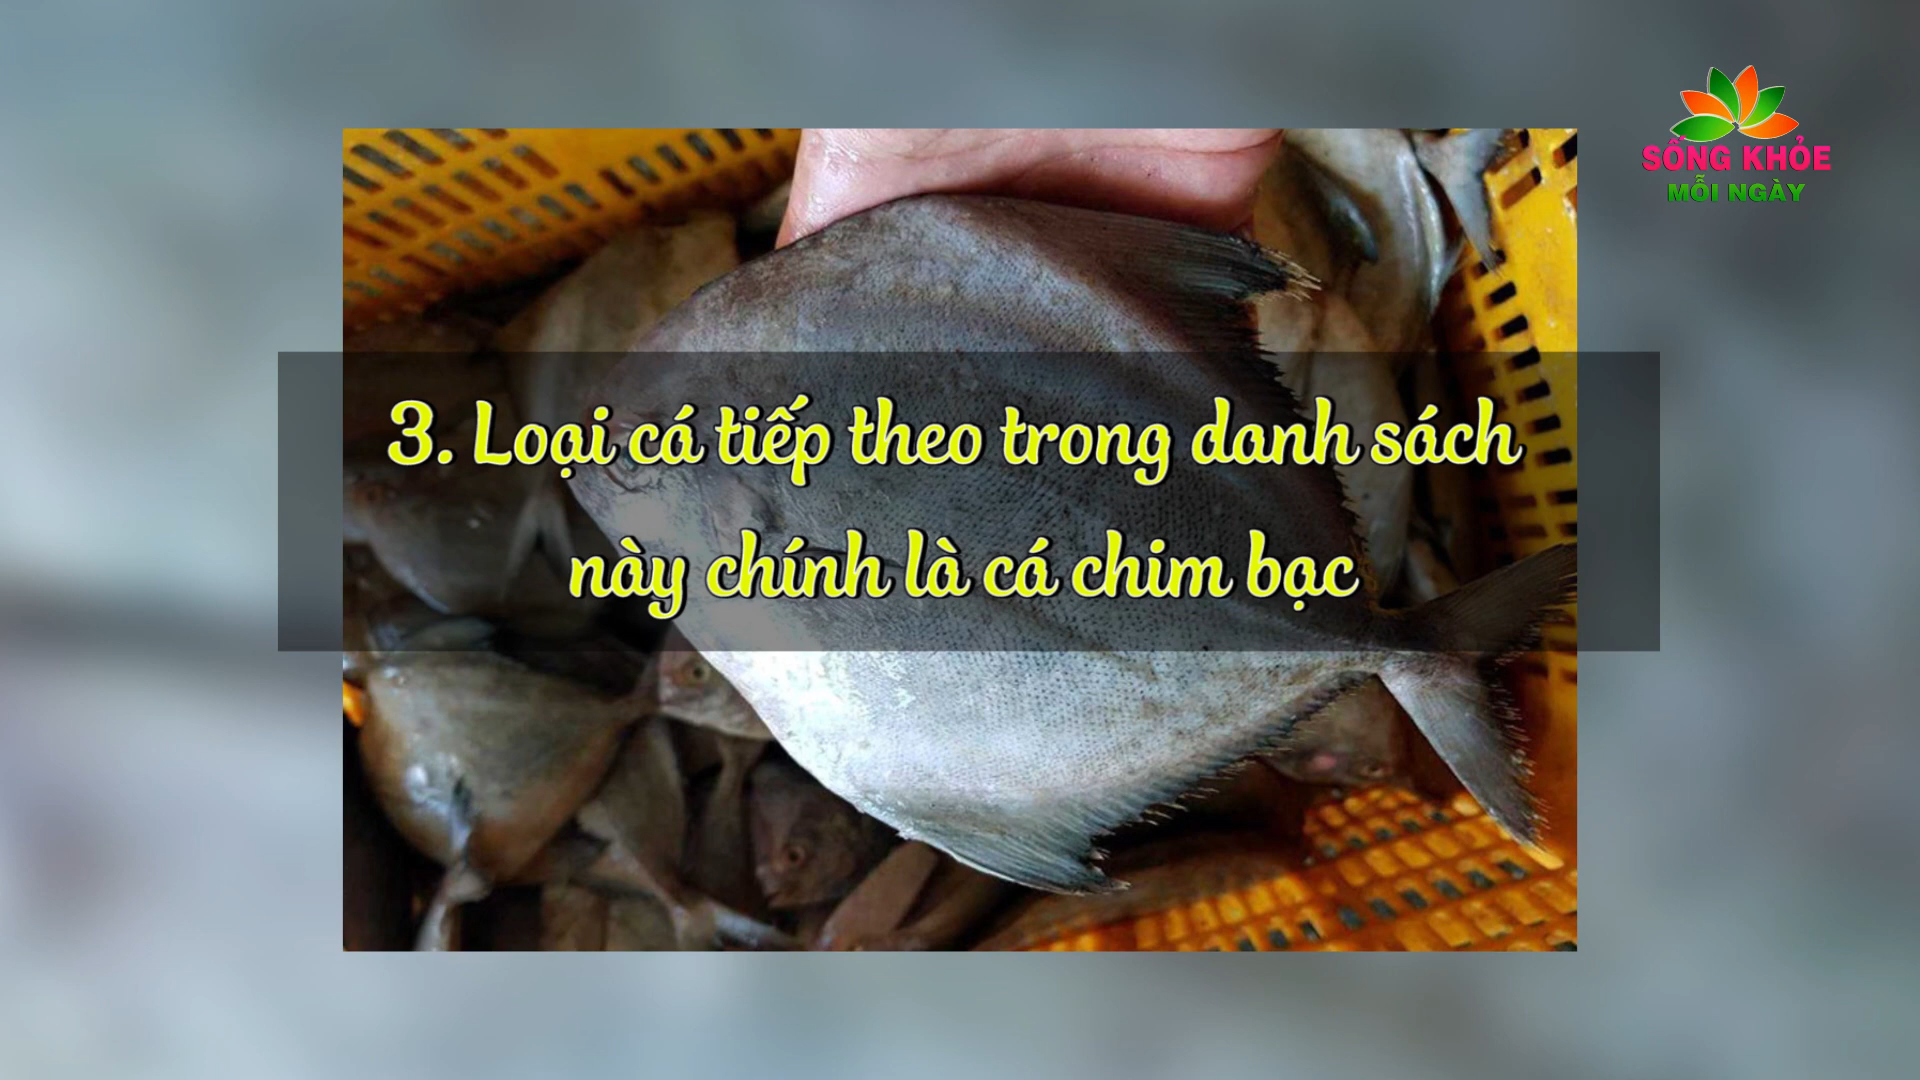 SỐNG KHỎE
MỖI NGÀY
3. Loại cá tiếp theo trong danh sách
này chính là cá chim bạc